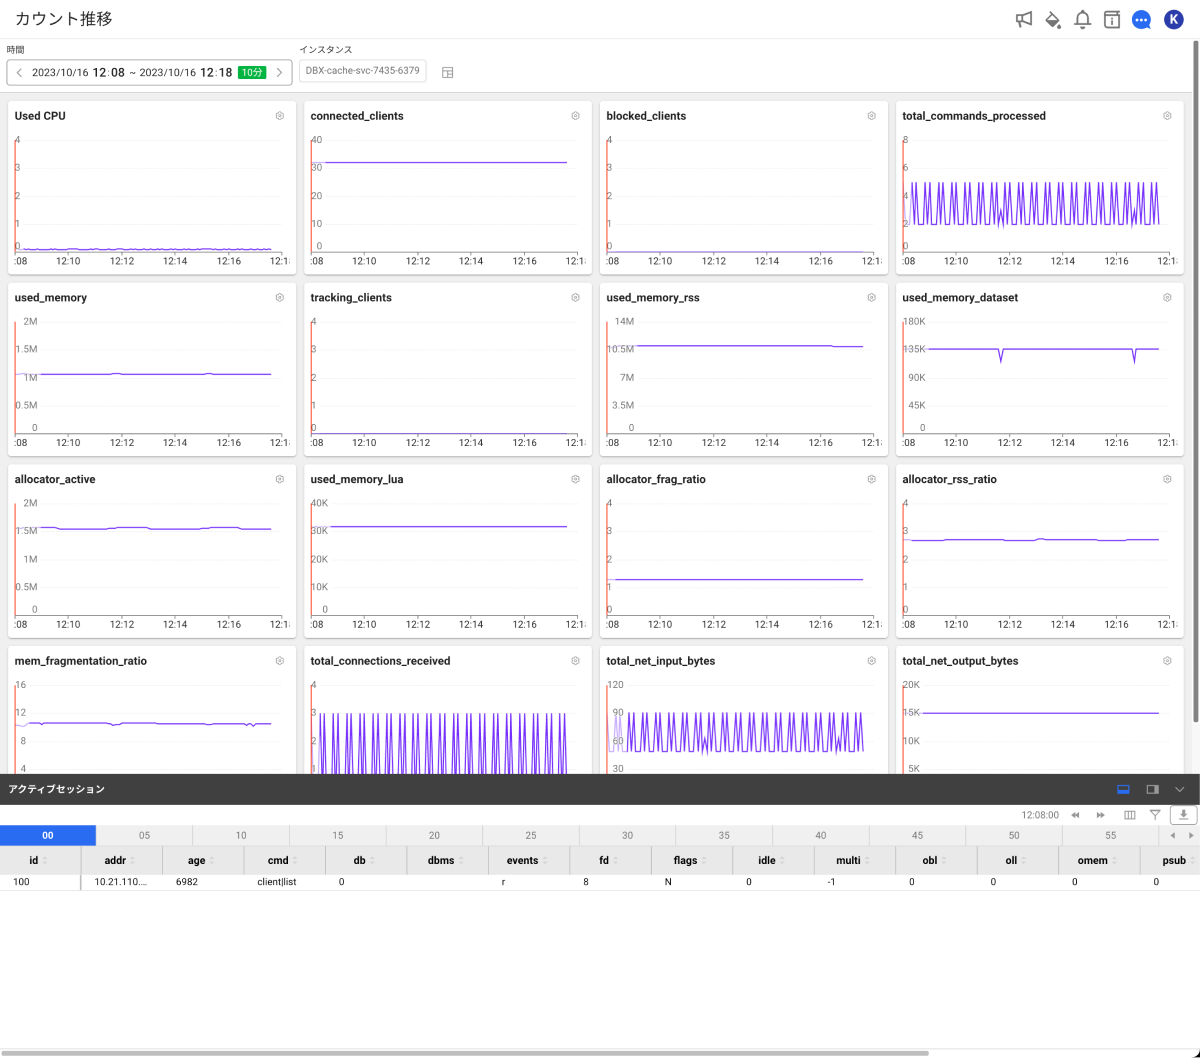 カウント推移
K
時間
インスタンス
2023/10/16 12:08 ~ 2023/10/16 12:18 10分
DBX-cache-svc-7435-6379
Used CPU
4
3
2
1
0
:08 12:10 12:12 12:14 12:16 12:18
connected_clients
40
30
20
10
0
:08 12:10 12:12 12:14 12:16 12:18
blocked_clients
4
3
2
1
0
:08 12:10 12:12 12:14 12:16 12:18
total_commands_processed
8
6
4
2
0
:08 12:10 12:12 12:14 12:16 12:18
used_memory
2M
1.5M
1M
0.5M
0
:08 12:10 12:12 12:14 12:16 12:18
tracking_clients
4
3
2
1
0
:08 12:10 12:12 12:14 12:16 12:18
used_memory_rss
14M
10.5M
7M
3.5M
0
:08 12:10 12:12 12:14 12:16 12:18
used_memory_dataset
180K
135K
90K
45K
0
:08 12:10 12:12 12:14 12:16 12:18
allocator_active
2M
1.5M
1M
0.5M
0
:08 12:10 12:12 12:14 12:16 12:18
used_memory_lua
40K
30K
20K
10K
0
:08 12:10 12:12 12:14 12:16 12:18
allocator_frag_ratio
4
3
2
1
0
:08 12:10 12:12 12:14 12:16 12:18
allocator_rss_ratio
4
3
2
1
0
:08 12:10 12:12 12:14 12:16 12:18
mem_fragmentation_ratio
16
12
8
4
total_connections_received
4
3
2
1
total_net_input_bytes
120
90
60
30
total_net_output_bytes
20K
15K
10K
5K
アクティブセッション
12:08:00
00 05 10 15 20 25 30 35 40 45 50 55
id addr age cmd db dbms events fd flags idle multi obl oll omem psub
100 10.21.110.... 6982 client|list 0 r 8 N 0 -1 0 0 0 0